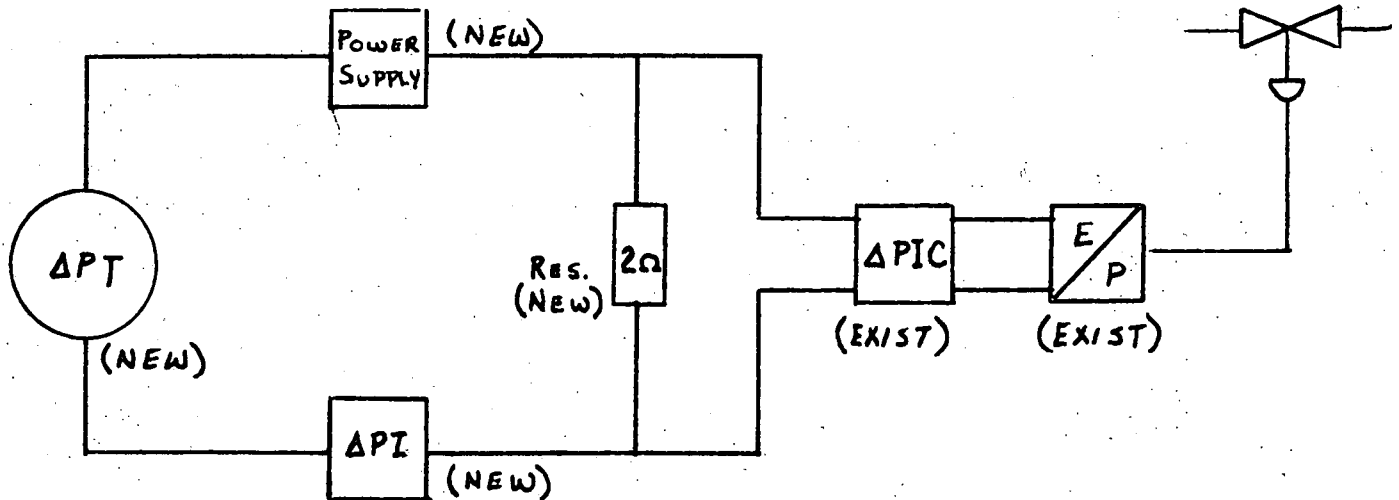 POWER
SUPPLY
(NEW)
ΔPT
(NEW)
RES.
(NEW)
2Ω
ΔPIC
(EXIST)
E
P
(EXIST)
ΔPI
(NEW)